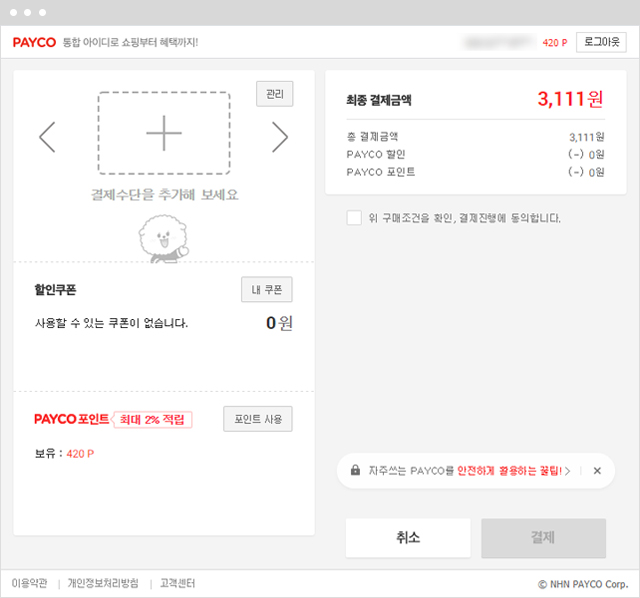 PAYCO 통합 아이디로 쇼핑부터 혜택까지!
420 P 로그아웃
관리
결제수단을 추가해 보세요
할인쿠폰 내 쿠폰
사용할 수 있는 쿠폰이 없습니다. 0원
PAYCO 포인트 최대 2% 적립 포인트 사용
보유 : 420 P
최종 결제금액 3,111원
총 결제금액 3,111원
PAYCO 할인 (-) 0원
PAYCO 포인트 (-) 0원
위 구매조건을 확인, 결제진행에 동의합니다.
자주쓰는 PAYCO를 안전하게 활용하는 꿀팁!
취소 결제
이용약관 | 개인정보처리방침 | 고객센터
© NHN PAYCO Corp.